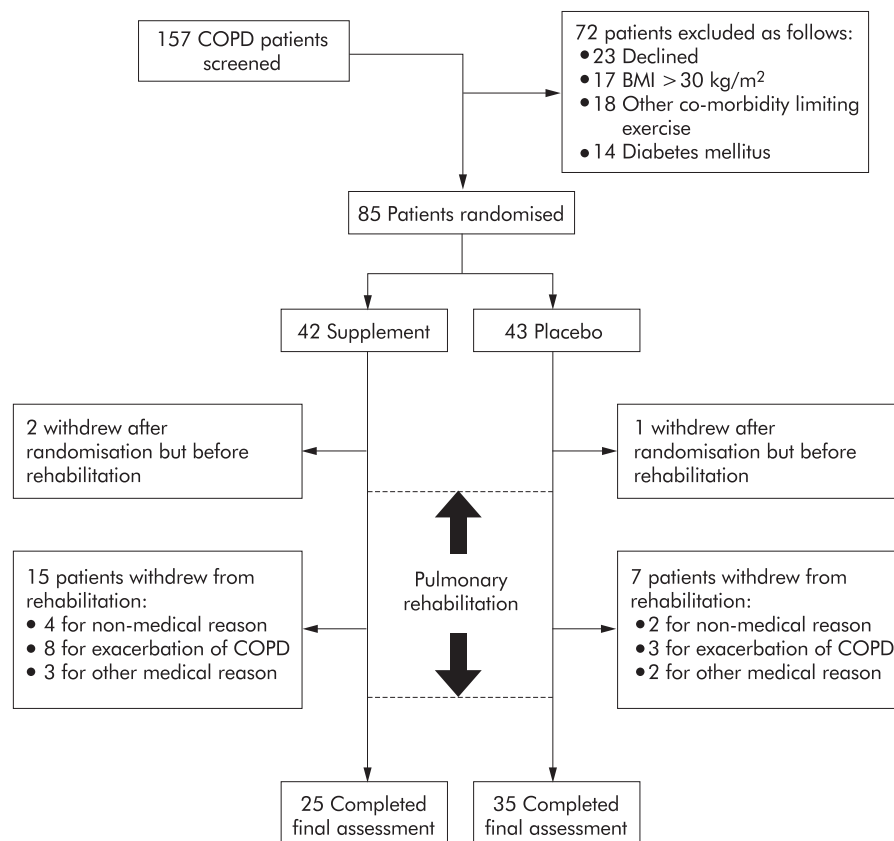 157 COPD patients
screened
72 patients excluded as follows:
• 23 Declined
• 17 BMI > 30 kg/m²
• 18 Other co-morbidity limiting
exercise
• 14 Diabetes mellitus
85 Patients randomised
42 Supplement
43 Placebo
2 withdrew after
randomisation but before
rehabilitation
1 withdrew after
randomisation but before
rehabilitation
Pulmonary
rehabilitation
15 patients withdrew from
rehabilitation:
• 4 for non-medical reason
• 8 for exacerbation of COPD
• 3 for other medical reason
7 patients withdrew from
rehabilitation:
• 2 for non-medical reason
• 3 for exacerbation of COPD
• 2 for other medical reason
25 Completed
final assessment
35 Completed
final assessment